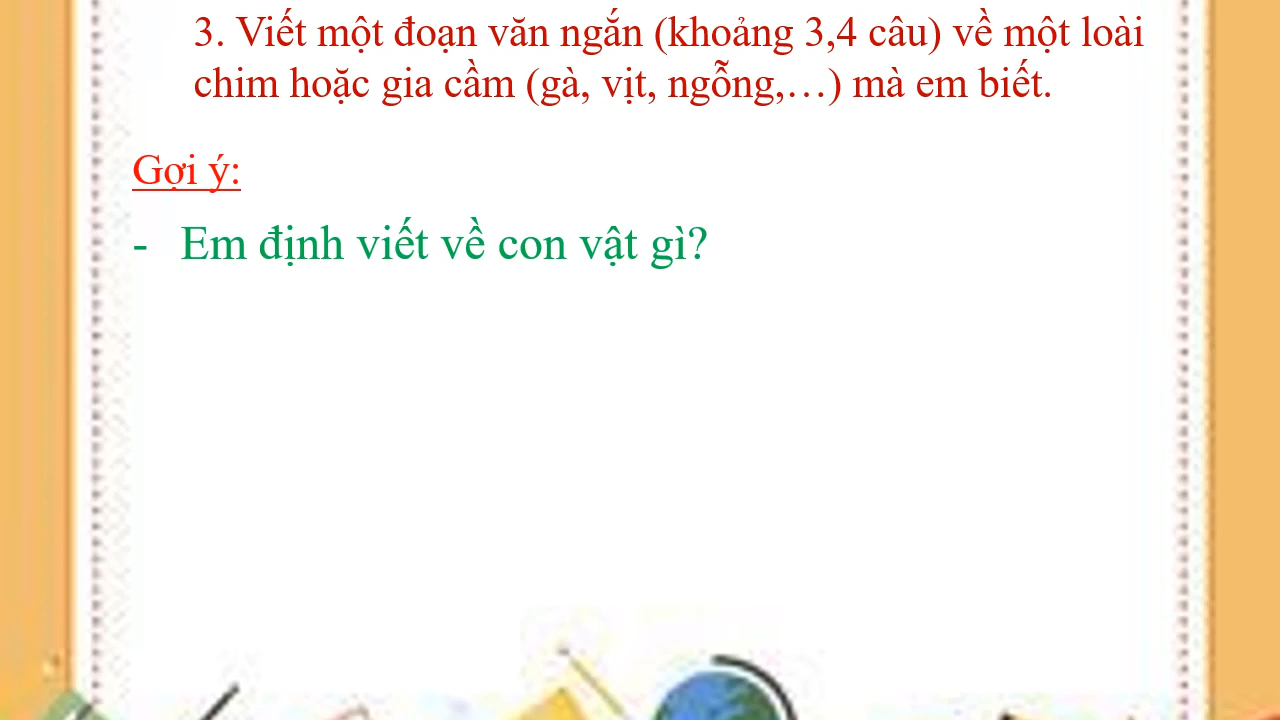 3. Viết một đoạn văn ngắn (khoảng 3,4 câu) về một loài
chim hoặc gia cầm (gà, vịt, ngỗng,…) mà em biết.
Gợi ý:
- Em định viết về con vật gì?